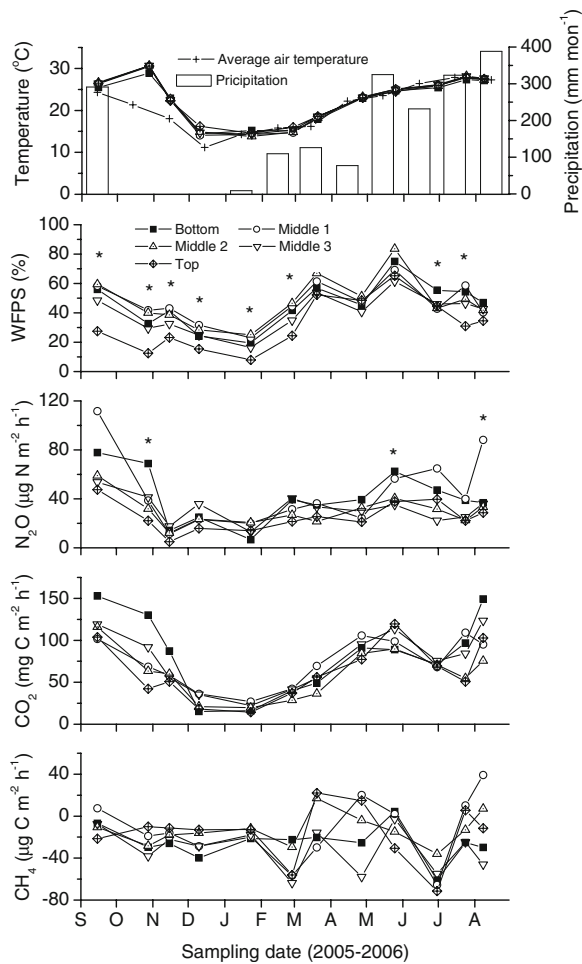 Temperature (°C)
30
20
10
0
Average air temperature
Pricipitation
400
300
200
100
0
Precipitation (mm mon⁻¹)
WFPS (%)
100
80
60
40
20
0
Bottom
Middle 1
Middle 2
Middle 3
Top
* * * * * * * *
N₂O (µg N m⁻² h⁻¹)
120
80
40
0
* * *
CO₂ (mg C m⁻² h⁻¹)
150
100
50
0
CH₄ (µg C m⁻² h⁻¹)
40
0
-40
-80
S O N D J F M A M J J A
Sampling date (2005-2006)